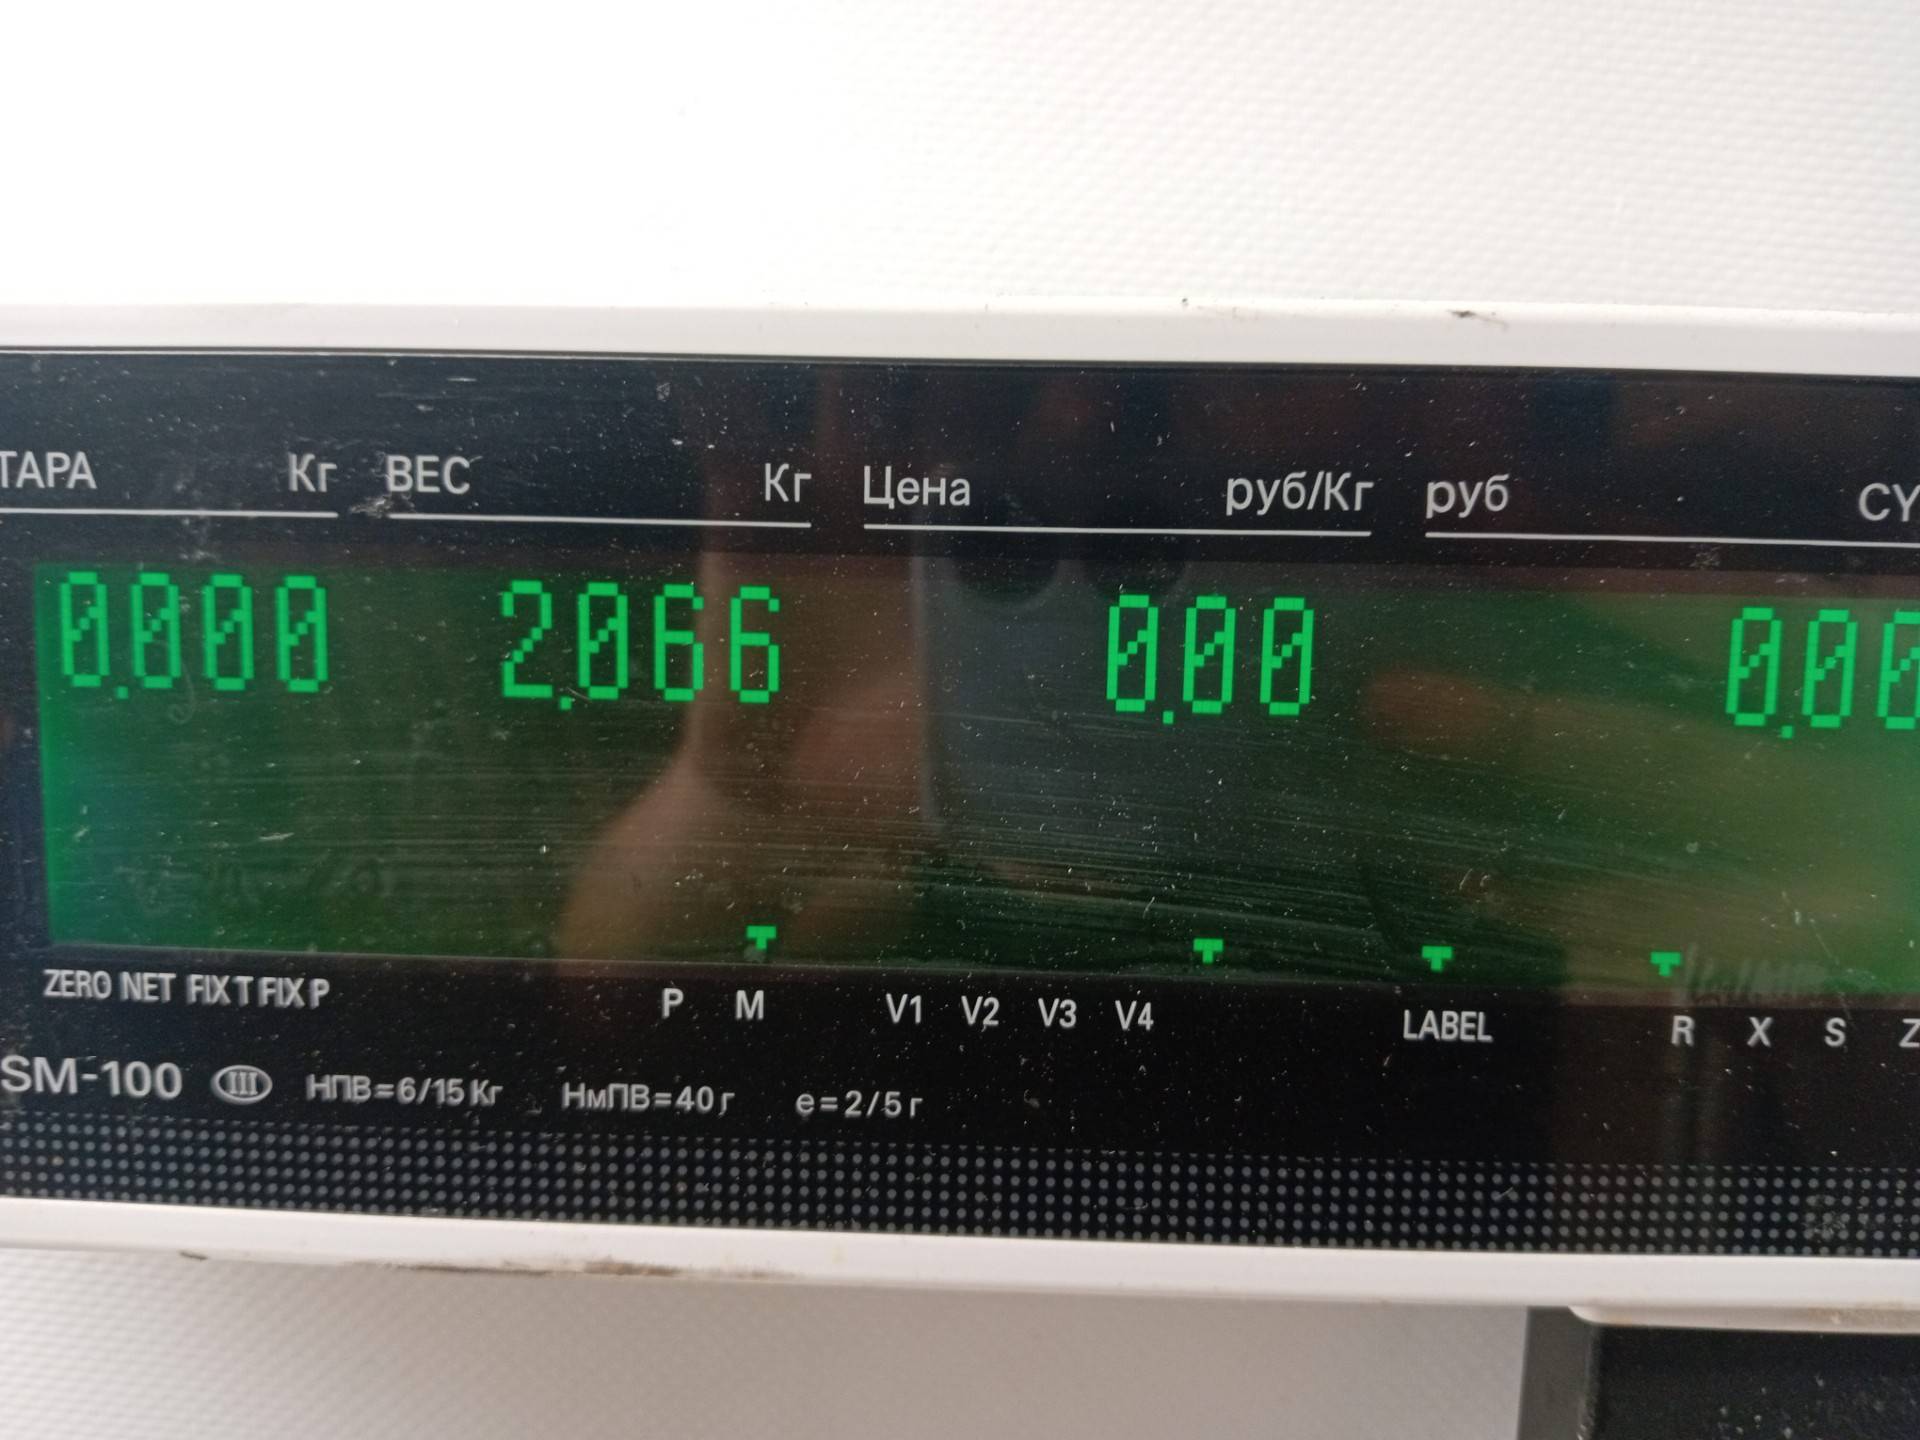 ТАРА Кг ВЕС Кг Цена руб/Кг руб
0.000 2.066 0.00 0.00
ZERO NET FIX T FIX P P M V1 V2 V3 V4 LABEL R X S Z
SM-100 III НПВ=6/15 Кг НмПВ=40 г e=2/5 г